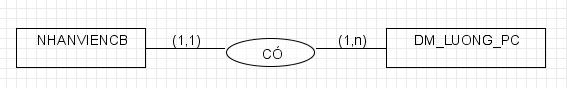 NHANVIENCB (1,1) CÓ (1,n) DM_LUONG_PC